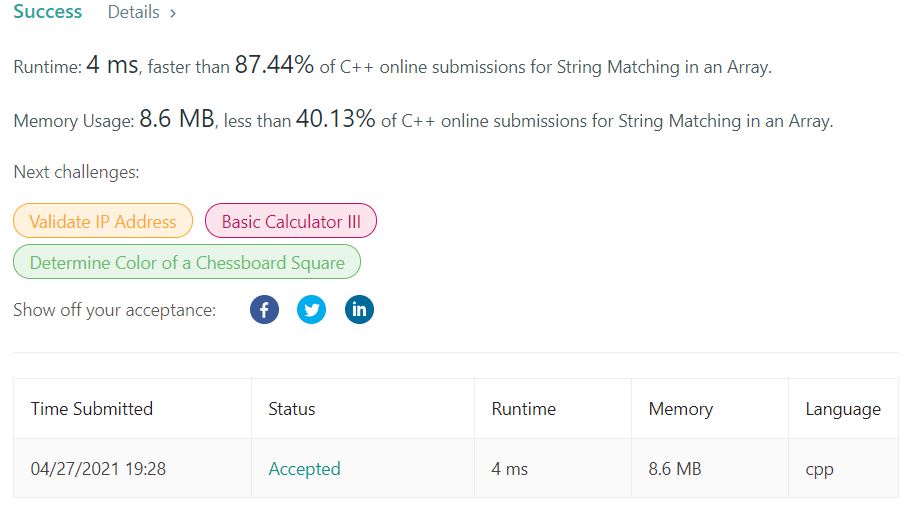 Success Details >
Runtime: 4 ms, faster than 87.44% of C++ online submissions for String Matching in an Array.
Memory Usage: 8.6 MB, less than 40.13% of C++ online submissions for String Matching in an Array.
Next challenges:
Validate IP Address Basic Calculator III
Determine Color of a Chessboard Square
Show off your acceptance: f in
Time Submitted Status Runtime Memory Language
04/27/2021 19:28 Accepted 4 ms 8.6 MB cpp